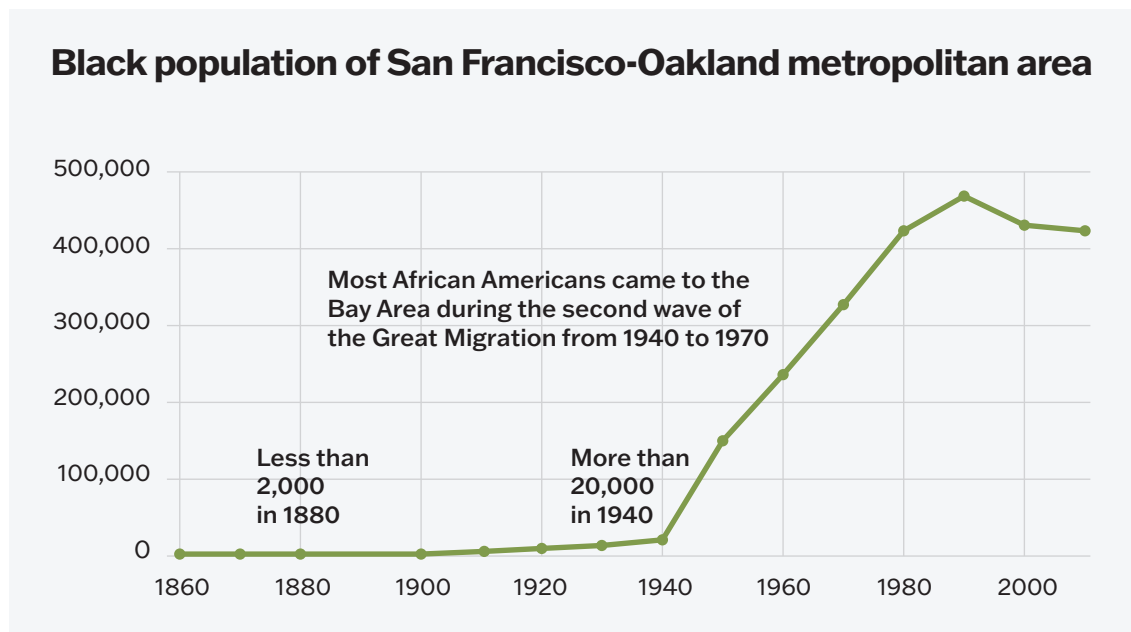 Black population of San Francisco-Oakland metropolitan area
500,000
400,000
Most African Americans came to the
Bay Area during the second wave of
300,000
the Great Migration from 1940 to 1970
200,000
Less than
2,000
in 1880
More than
20,000
in 1940
100,000
0
1860 1880 1900 1920 1940 1960 1980 2000